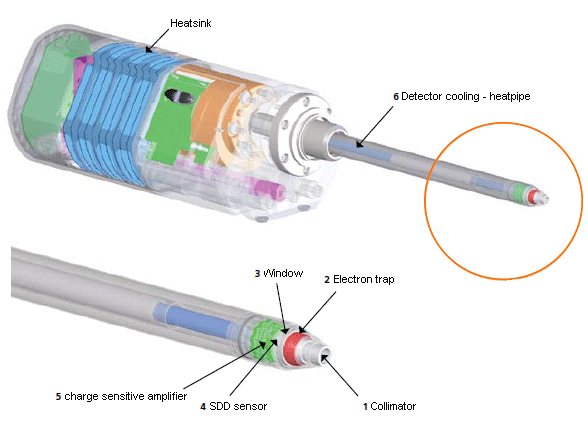 Heatsink
6 Detector cooling - heatpipe
3 Window
2 Electron trap
5 charge sensitive amplifier
4 SDD sensor
1 Collimator